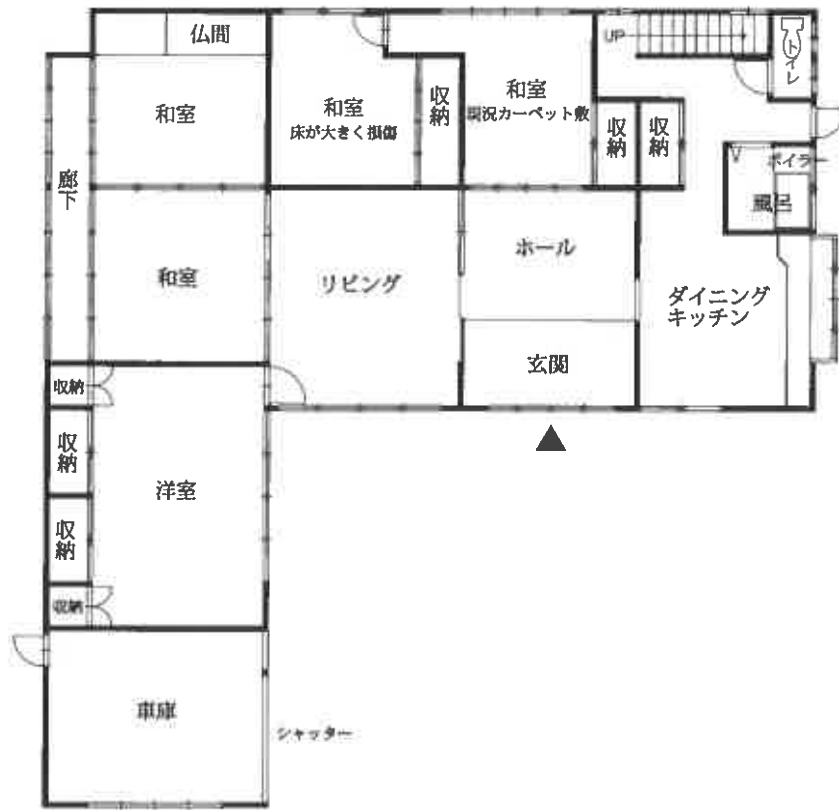 仏間
UP
トイレ
和室
和室
床が大きく損傷
収納
和室
現況カーペット敷
収納
収納
ボイラー
風呂
廊下
和室
リビング
ホール
ダイニング
キッチン
玄関
収納
収納
洋室
収納
収納
車庫
シャッター